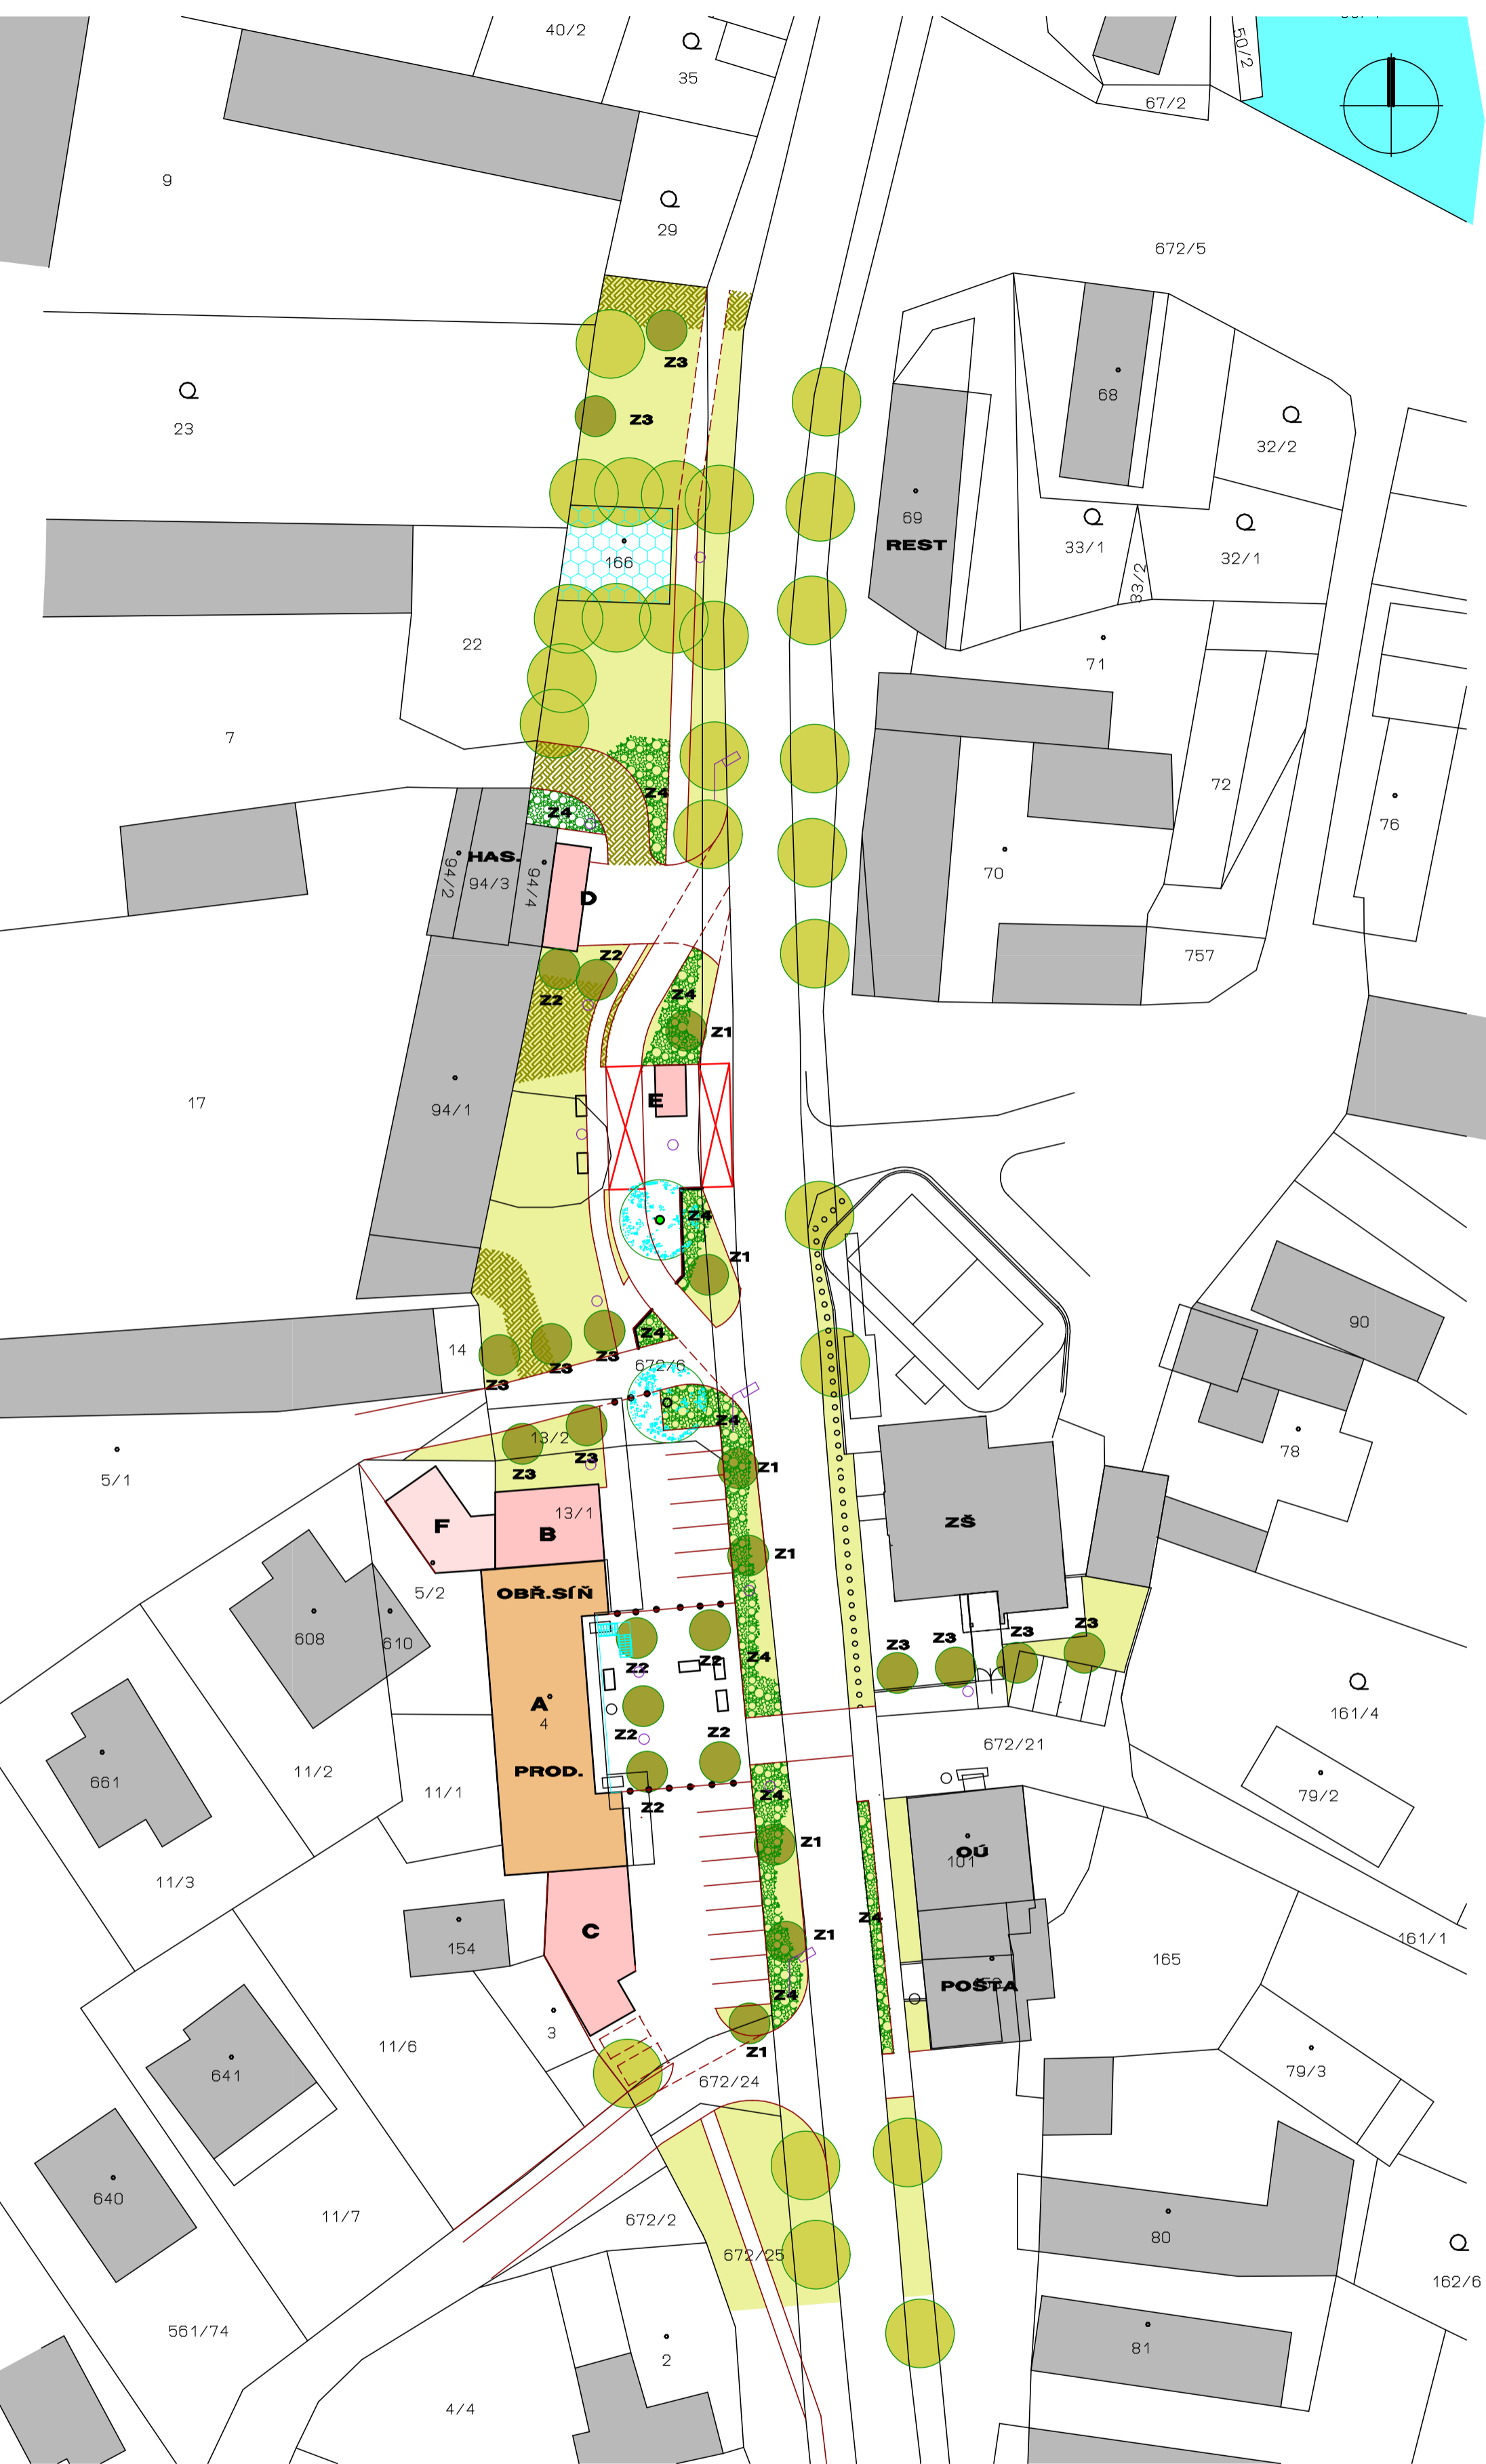 40/2
35
50/2
67/2
9
29
672/5
Z3
68
Z3
23
32/2
69
REST
33/1
32/1
166
33/2
22
71
7
72
Z4
Z4
76
HAS.
94/2
94/3
94/4
70
D
Z2
757
Z4
Z2
Z1
E
17
94/1
Z4
Z1
90
Z4
14
Z3
Z3
672/6
Z3
Z4
13/2
78
Z3
5/1
Z3
Z1
13/1
F
B
ZŠ
Z1
5/2
OBŘ.SÍŇ
Z3
608
610
Z3
Z3
Z3
Z4
Z2
Z2
A
4
161/4
Z2
Z2
672/21
11/2
PROD.
661
11/1
Z4
79/2
Z2
Z1
OÚ
101
11/3
Z4
C
Z1
161/1
154
165
POŠTA
Z4
3
11/6
Z1
79/3
641
672/24
640
11/7
672/2
80
672/25
162/6
561/74
81
2
4/4